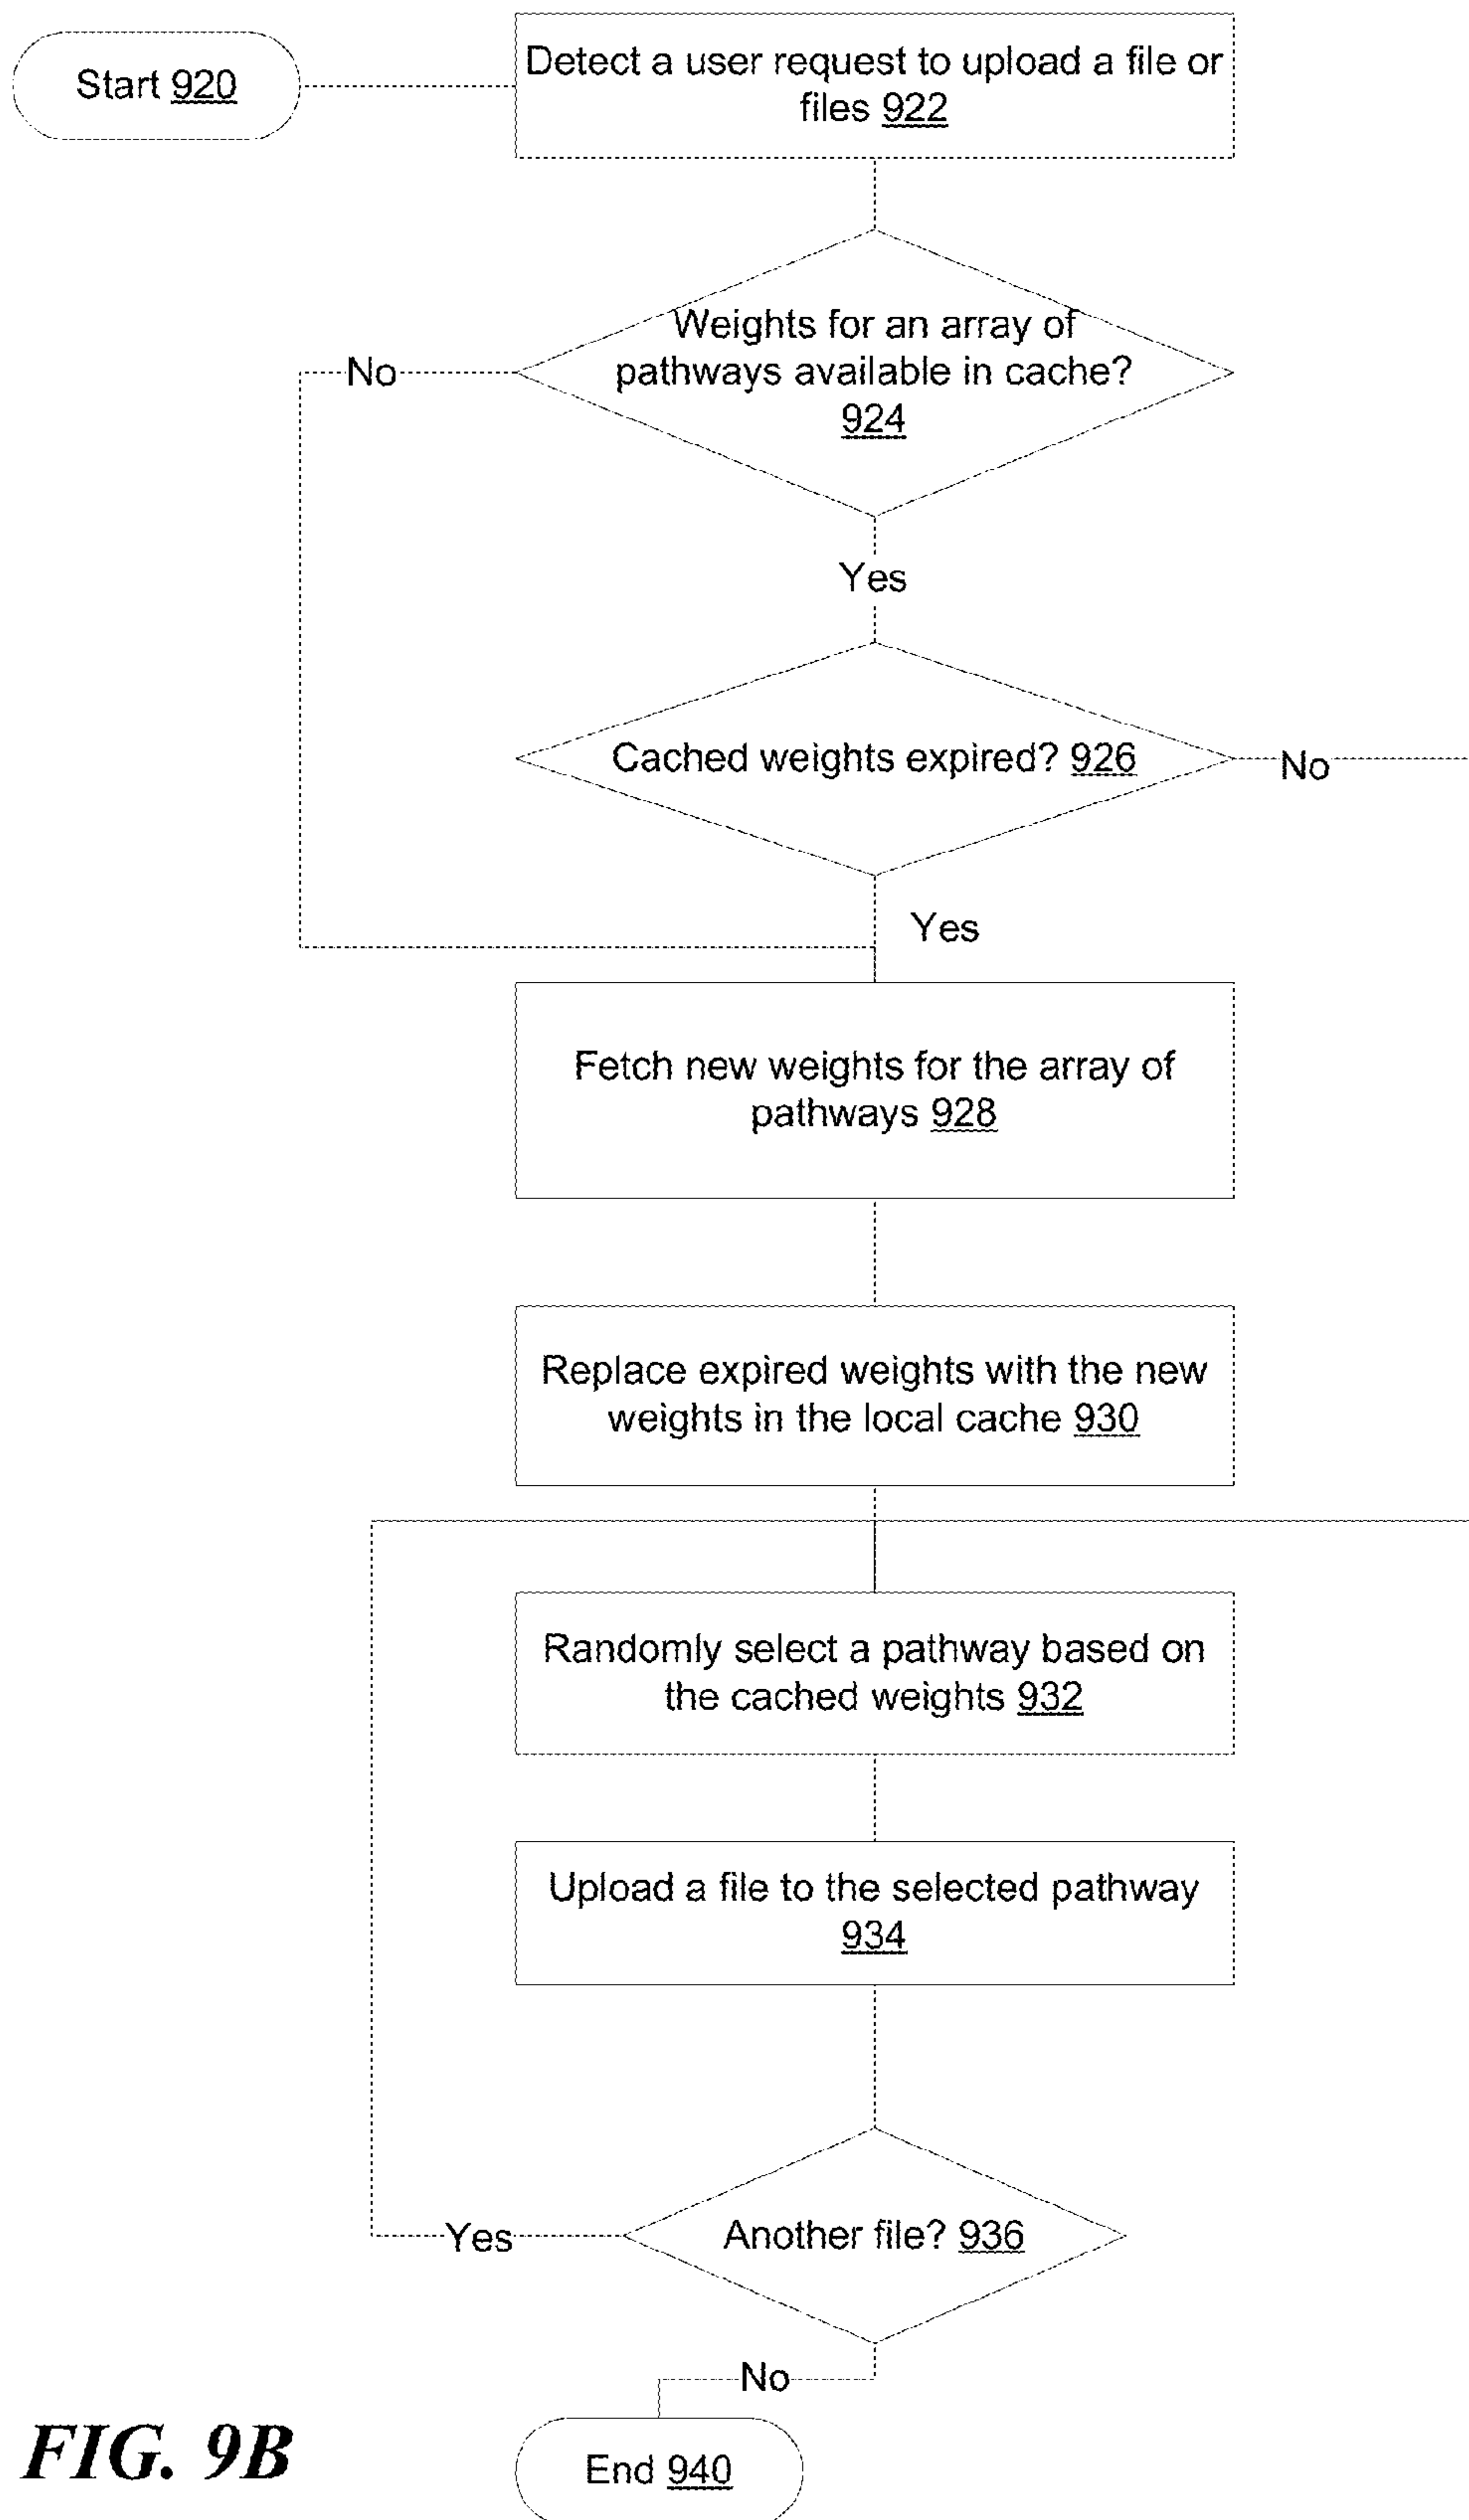 Start 920
Detect a user request to upload a file or
files 922
Weights for an array of
pathways available in cache?
924
No
Yes
Cached weights expired? 926
No
Yes
Fetch new weights for the array of
pathways 928
Replace expired weights with the new
weights in the local cache 930
Randomly select a pathway based on
the cached weights 932
Upload a file to the selected pathway
934
Another file? 936
Yes
No
End 940
FIG. 9B